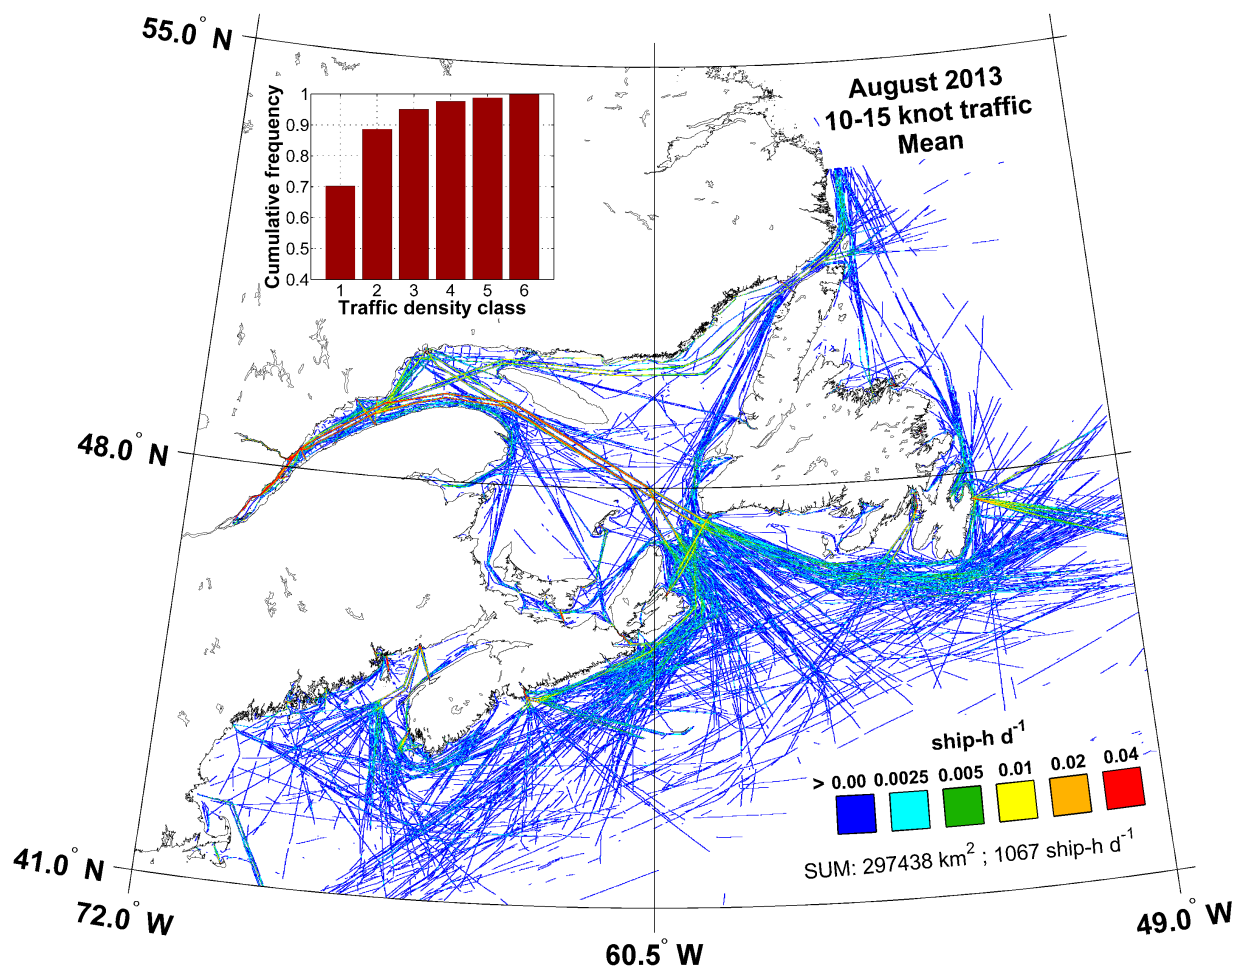 55.0° N
August 2013
10-15 knot traffic
Mean
Cumulative frequency
1
0.9
0.8
0.7
0.6
0.5
0.4
1 2 3 4 5 6
Traffic density class
48.0° N
ship-h d⁻¹
> 0.00 0.0025 0.005 0.01 0.02 0.04
SUM: 297438 km² ; 1067 ship-h d⁻¹
41.0° N
72.0° W
60.5° W
49.0° W